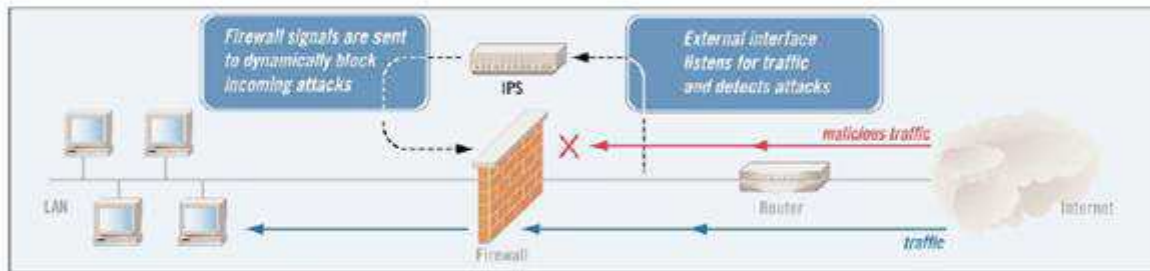 Firewall signals are sent
to dynamically block
incoming attacks
IPS
External interface
listens for traffic
and detects attacks
malicious traffic
LAN
Router
Internet
Firewall
traffic